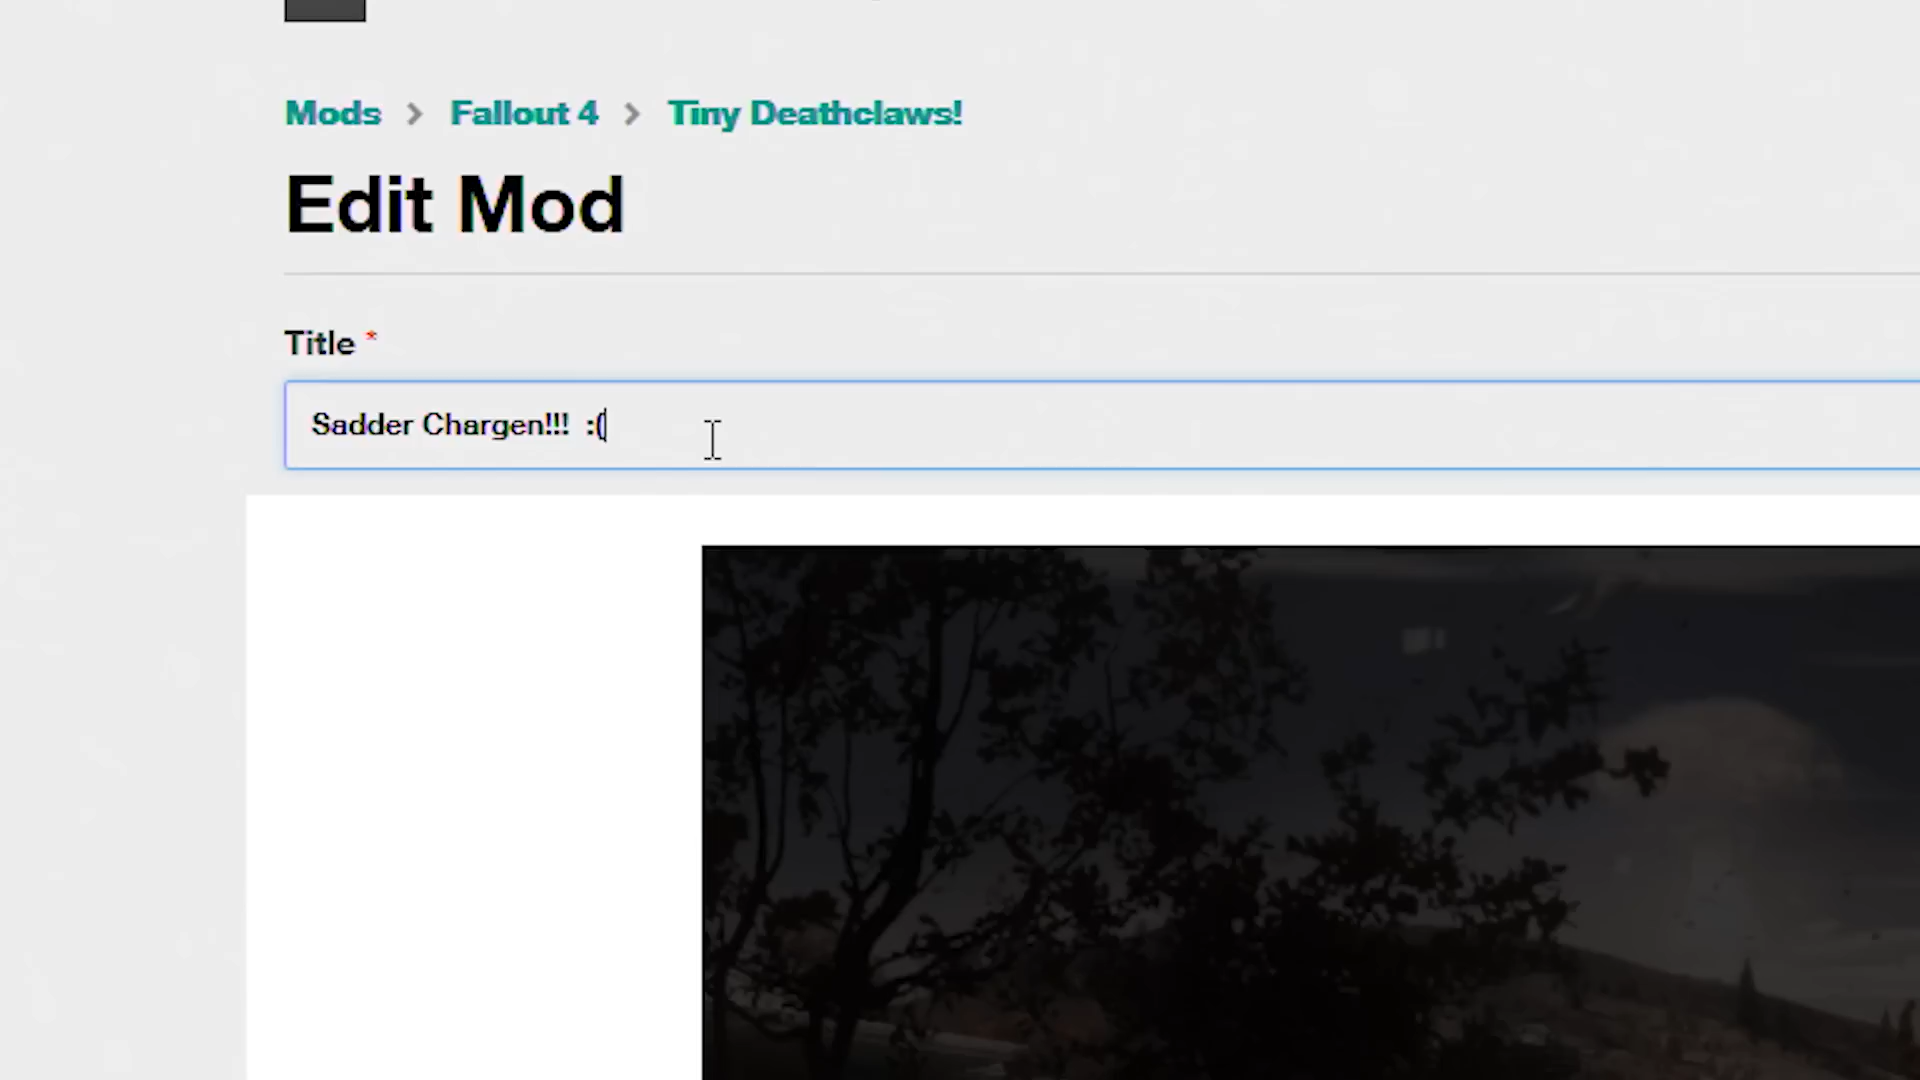 Mods > Fallout 4 > Tiny Deathclaws!
Edit Mod
Title *
Sadder Chargen!!! :(